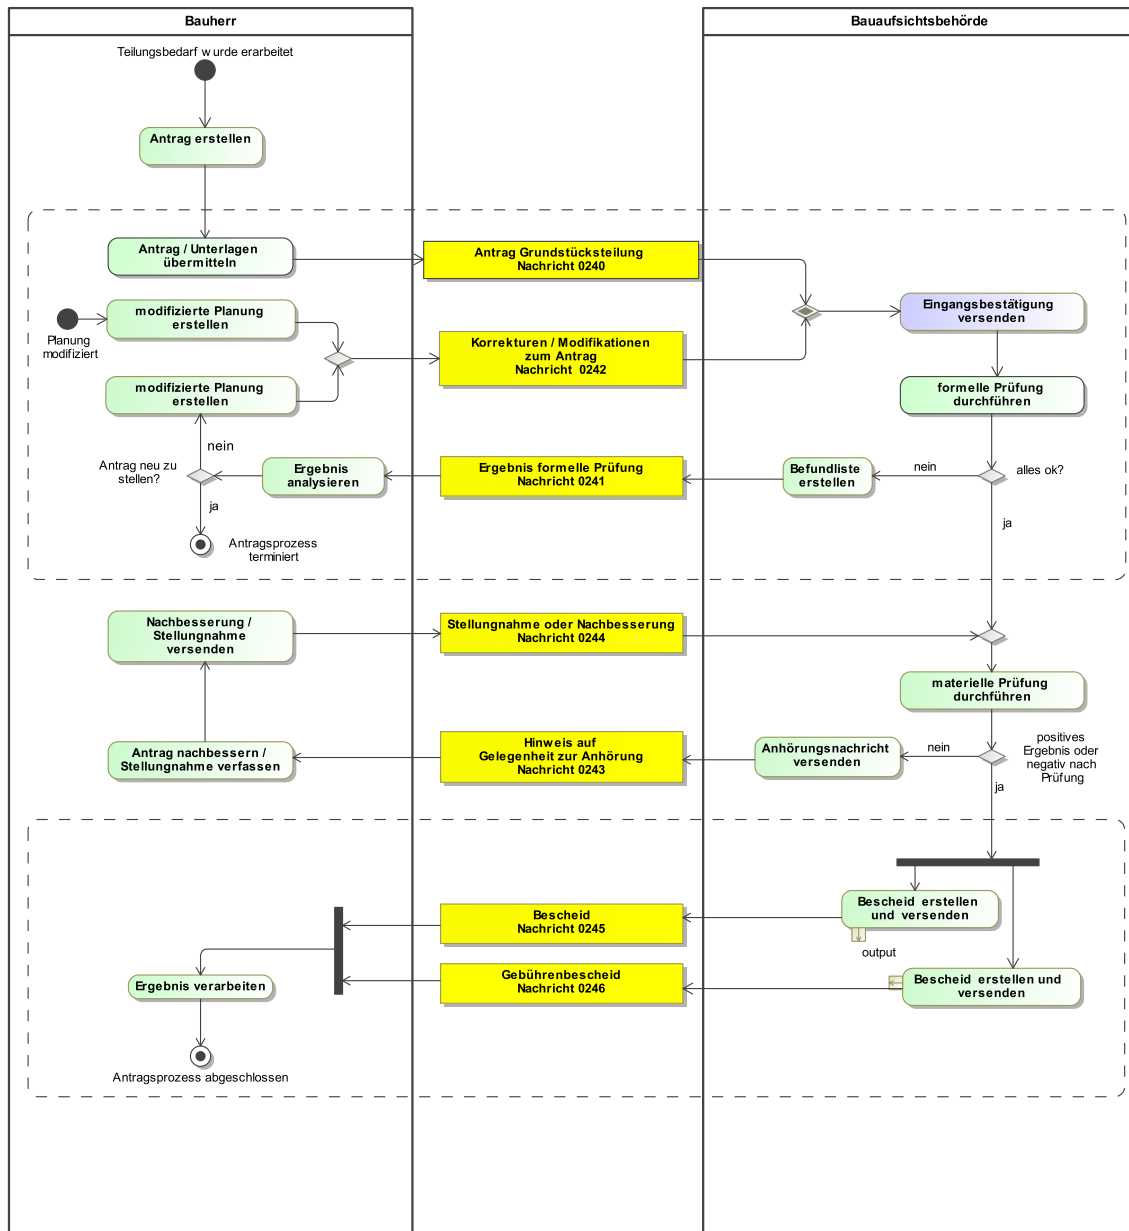 Bauherr
Bauaufsichtsbehörde
Teilungsbedarf wurde erarbeitet
Antrag erstellen
Antrag / Unterlagen
übermitteln
Antrag Grundstücksteilung
Nachricht 0240
modifizierte Planung
erstellen
Planung
modifiziert
Eingangsbestätigung
versenden
Korrekturen / Modifikationen
zum Antrag
Nachricht 0242
modifizierte Planung
erstellen
formelle Prüfung
durchführen
nein
Antrag neu zu
stellen?
Ergebnis
analysieren
Ergebnis formelle Prüfung
Nachricht 0241
Befundliste
erstellen
nein
alles ok?
ja
ja
Antragsprozess
terminiert
Nachbesserung /
Stellungnahme
versenden
Stellungnahme oder Nachbesserung
Nachricht 0244
materielle Prüfung
durchführen
Antrag nachbessern /
Stellungnahme verfassen
Hinweis auf
Gelegenheit zur Anhörung
Nachricht 0243
Anhörungsnachricht
versenden
nein
positives
Ergebnis oder
negativ nach
Prüfung
ja
Bescheid erstellen
und versenden
output
Bescheid
Nachricht 0245
Gebührenbescheid
Nachricht 0246
Bescheid erstellen und
versenden
Ergebnis verarbeiten
Antragsprozess abgeschlossen